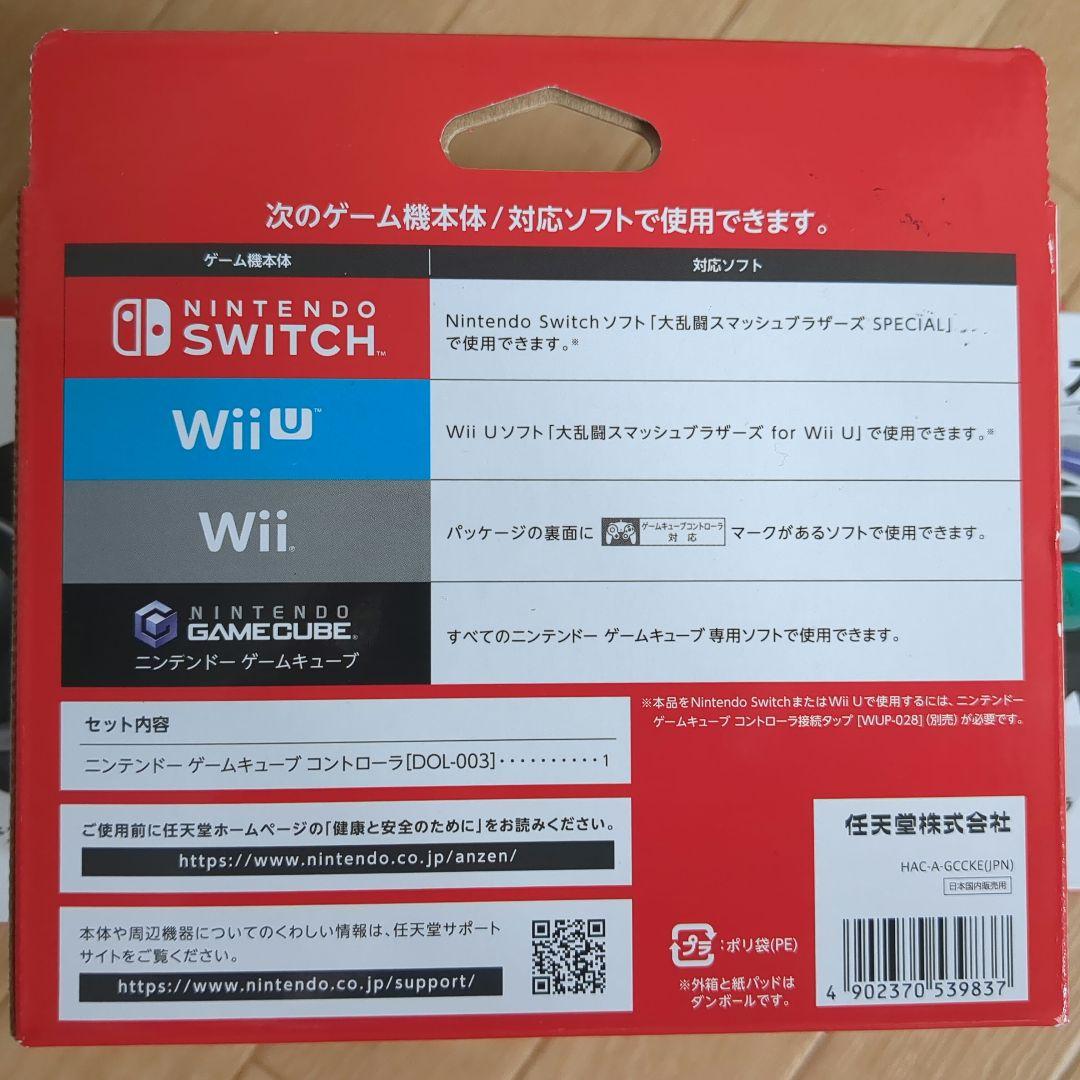 次のゲーム機本体/対応ソフトで使用できます。
ゲーム機本体
対応ソフト
NINTENDO
SWITCH™
Nintendo Switchソフト「大乱闘スマッシュブラザーズ SPECIAL」
で使用できます。※
Wii U™
Wii Uソフト「大乱闘スマッシュブラザーズ for Wii U」で使用できます。※
Wii®
パッケージの裏面に ゲームキューブコントローラ 対応 マークがあるソフトで使用できます。
NINTENDO
GAMECUBE®
ニンテンドー ゲームキューブ
すべてのニンテンドー ゲームキューブ専用ソフトで使用できます。
※本品をNintendo SwitchまたはWii Uで使用するには、ニンテンドー
ゲームキューブ コントローラ接続タップ [WUP-028](別売)が必要です。
セット内容
ニンテンドー ゲームキューブ コントローラ[DOL-003]・・・・・・・・・・1
ご使用前に任天堂ホームページの「健康と安全のために」をお読みください。
https://www.nintendo.co.jp/anzen/
本体や周辺機器についてのくわしい情報は、任天堂サポート
サイトをご覧ください。
https://www.nintendo.co.jp/support/
任天堂株式会社
HAC-A-GCCKE(JPN)
日本国内販売用
プラ:ポリ袋(PE)
※外箱と紙パッドは
ダンボールです。
4 902370 539837